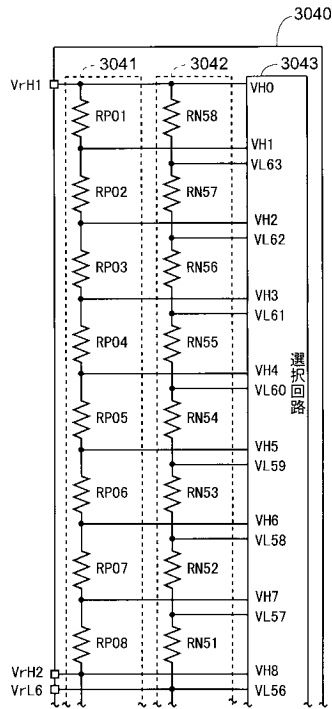 3040
3041 3042 3043
VrH1 VH0
RP01 RN58
VH1
VL63
RP02 RN57
VH2
VL62
RP03 RN56
VH3
VL61
RP04 RN55
VH4
VL60
選択回路
RP05 RN54
VH5
VL59
RP06 RN53
VH6
VL58
RP07 RN52
VH7
VL57
RP08 RN51
VrH2 VH8
VrL6 VL56